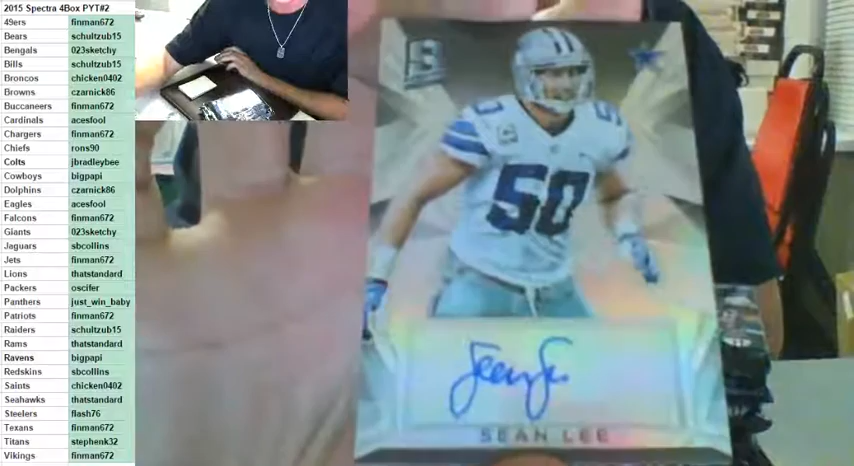 2015 Spectra 4Box PYT#2
49ers finman672
Bears schultzub15
Bengals 023sketchy
Bills schultzub15
Broncos chicken0402
Browns czarnick86
Buccaneers finman672
Cardinals acesfool
Chargers finman672
Chiefs rons90
Colts jbradleybee
Cowboys bigpapi
Dolphins czarnick86
Eagles acesfool
Falcons finman672
Giants 023sketchy
Jaguars sbcollins
Jets finman672
Lions thatstandard
Packers oscifer
Panthers just_win_baby
Patriots finman672
Raiders schultzub15
Rams thatstandard
Ravens bigpapi
Redskins sbcollins
Saints chicken0402
Seahawks thatstandard
Steelers flash76
Texans finman672
Titans stephenk32
Vikings finman672
50
50
Sean Lee
SEAN LEE